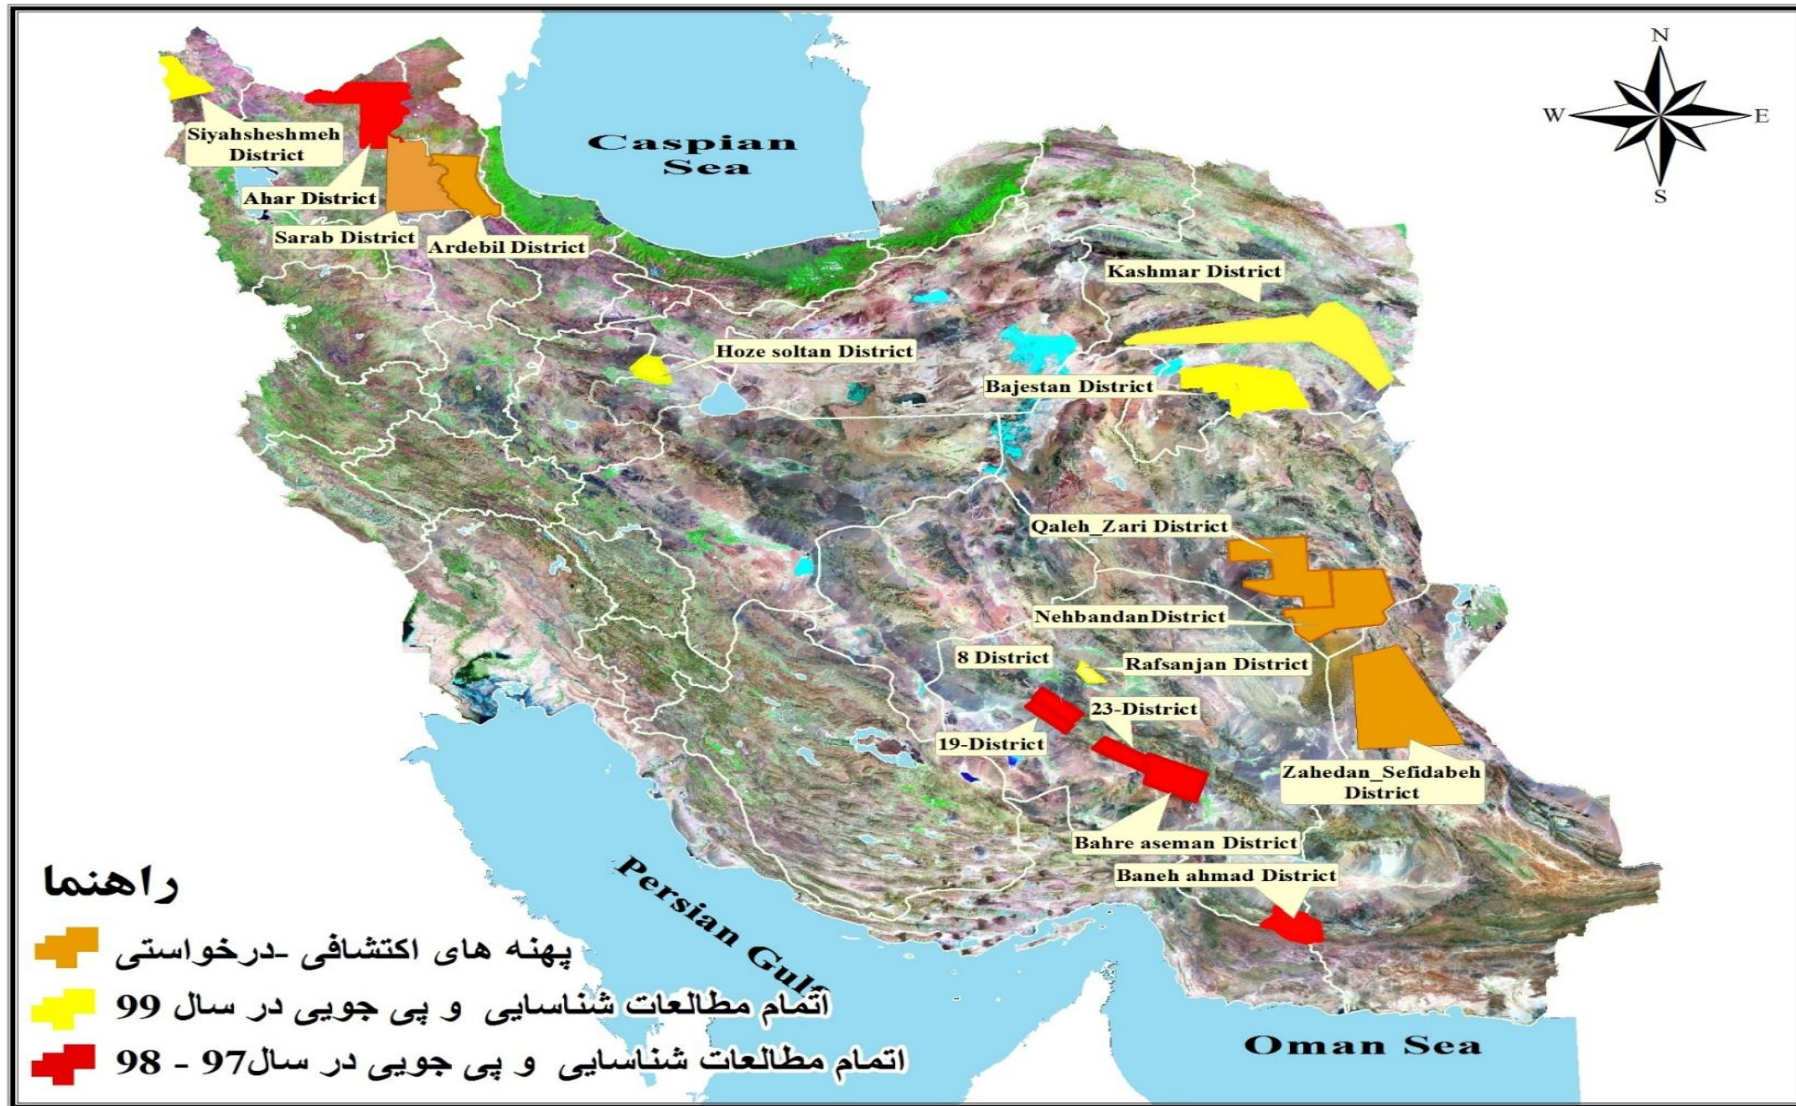 N
W
E
S
Caspian
Sea
Siyahsheshmeh
District
Ahar District
Sarab District
Ardebil District
Kashmar District
Hoze soltan District
Bajestan District
Qaleh_Zari District
NehbandanDistrict
8 District
Rafsanjan District
23-District
19-District
Zahedan_Sefidabeh
District
Bahre aseman District
Baneh ahmad District
Persian Gulf
Oman Sea
راهنما
پهنه های اکتشافی -درخواستی
اتمام مطالعات شناسایی و پی جویی در سال 99
اتمام مطالعات شناسایی و پی جویی در سال97 - 98